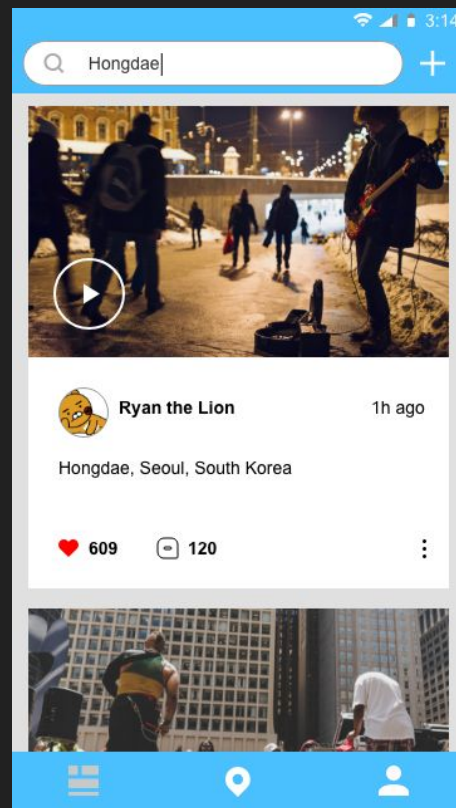 3:14
Hongdae
Ryan the Lion
1h ago
Hongdae, Seoul, South Korea
609
120